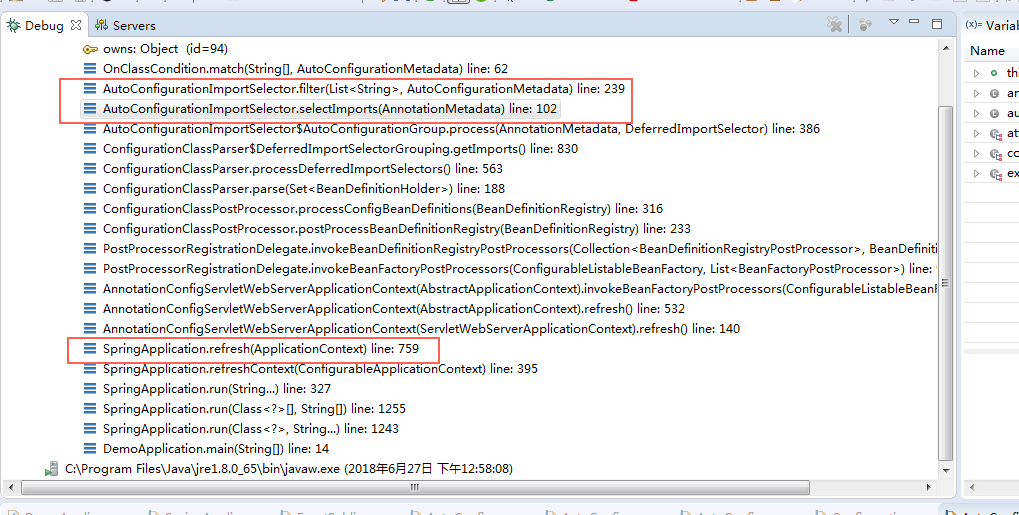 Debug Servers
(x)= Variab
owns: Object (id=94)
Name
OnClassCondition.match(String[], AutoConfigurationMetadata) line: 62
thi
AutoConfigurationImportSelector.filter(List<String>, AutoConfigurationMetadata) line: 239
an
AutoConfigurationImportSelector.selectImports(AnnotationMetadata) line: 102
au
AutoConfigurationImportSelector$AutoConfigurationGroup.process(AnnotationMetadata, DeferredImportSelector) line: 386
at
ConfigurationClassParser$DeferredImportSelectorGrouping.getImports() line: 830
co
ConfigurationClassParser.processDeferredImportSelectors() line: 563
ex
ConfigurationClassParser.parse(Set<BeanDefinitionHolder>) line: 188
ConfigurationClassPostProcessor.processConfigBeanDefinitions(BeanDefinitionRegistry) line: 316
ConfigurationClassPostProcessor.postProcessBeanDefinitionRegistry(BeanDefinitionRegistry) line: 233
PostProcessorRegistrationDelegate.invokeBeanDefinitionRegistryPostProcessors(Collection<BeanDefinitionRegistryPostProcessor>, BeanDefin
PostProcessorRegistrationDelegate.invokeBeanFactoryPostProcessors(ConfigurableListableBeanFactory, List<BeanFactoryPostProcessor>) line:
AnnotationConfigServletWebServerApplicationContext(AbstractApplicationContext).invokeBeanFactoryPostProcessors(ConfigurableListableBeanF
AnnotationConfigServletWebServerApplicationContext(AbstractApplicationContext).refresh() line: 532
AnnotationConfigServletWebServerApplicationContext(ServletWebServerApplicationContext).refresh() line: 140
SpringApplication.refresh(ApplicationContext) line: 759
SpringApplication.refreshContext(ConfigurableApplicationContext) line: 395
SpringApplication.run(String...) line: 327
SpringApplication.run(Class<?>[], String[]) line: 1255
SpringApplication.run(Class<?>, String...) line: 1243
DemoApplication.main(String[]) line: 14
C:\Program Files\Java\jre1.8.0_65\bin\javaw.exe (2018年6月27日 下午12:58:08)